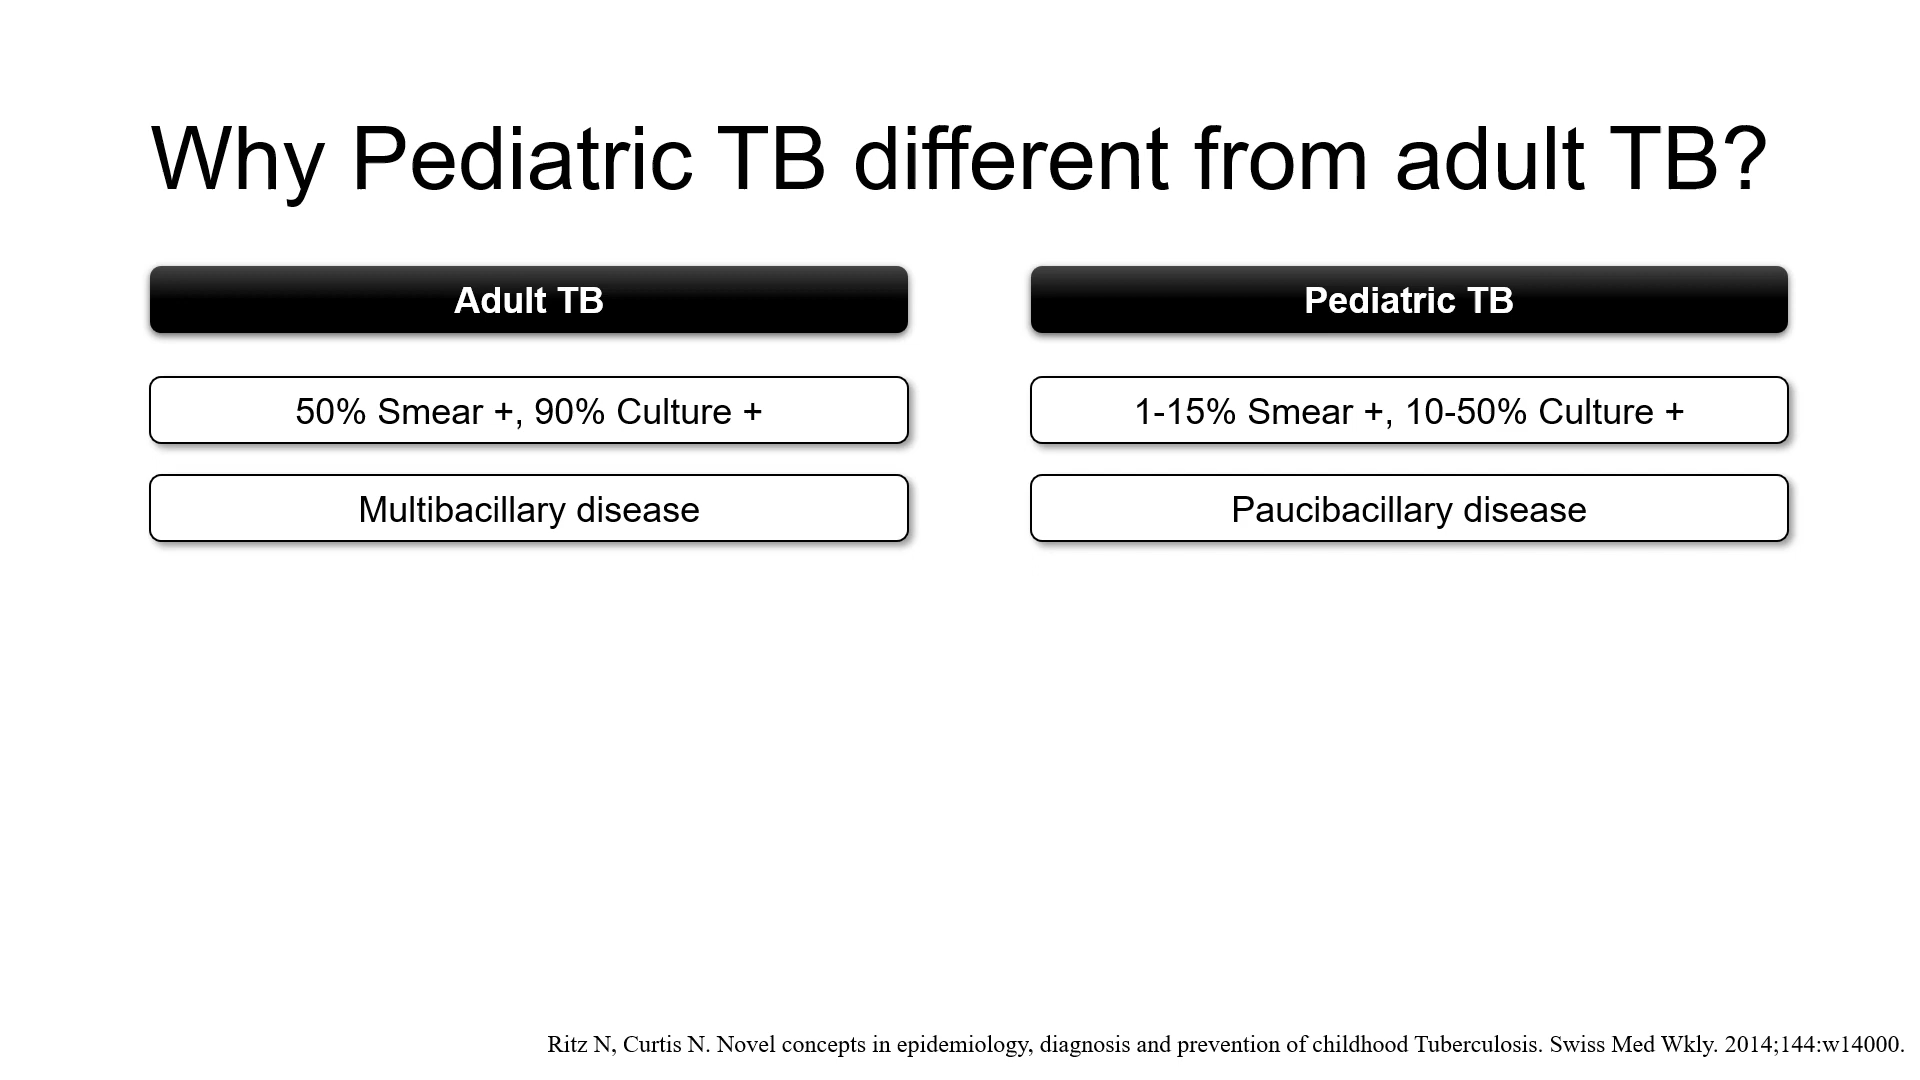 Why Pediatric TB different from adult TB?
Adult TB
50% Smear +, 90% Culture +
Multibacillary disease
Pediatric TB
1-15% Smear +, 10-50% Culture +
Paucibacillary disease
Ritz N, Curtis N. Novel concepts in epidemiology, diagnosis and prevention of childhood Tuberculosis. Swiss Med Wkly. 2014;144:w14000.